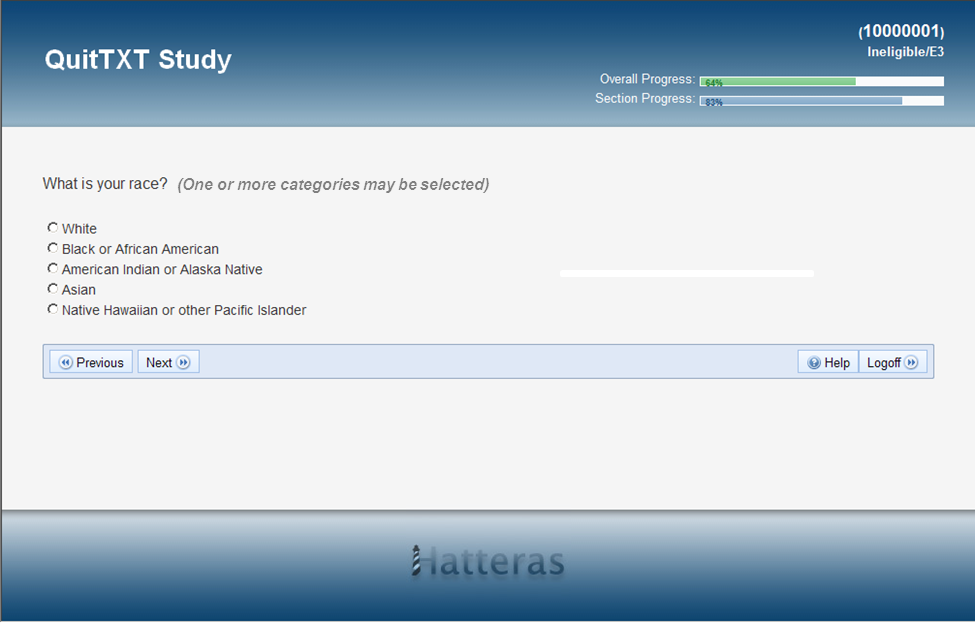 (10000001)
QuitTXT Study
Ineligible/E3
Overall Progress: 64%
Section Progress: 83%
What is your race? (One or more categories may be selected)
White
Black or African American
American Indian or Alaska Native
Asian
Native Hawaiian or other Pacific Islander
Previous Next Help Logoff
Hatteras